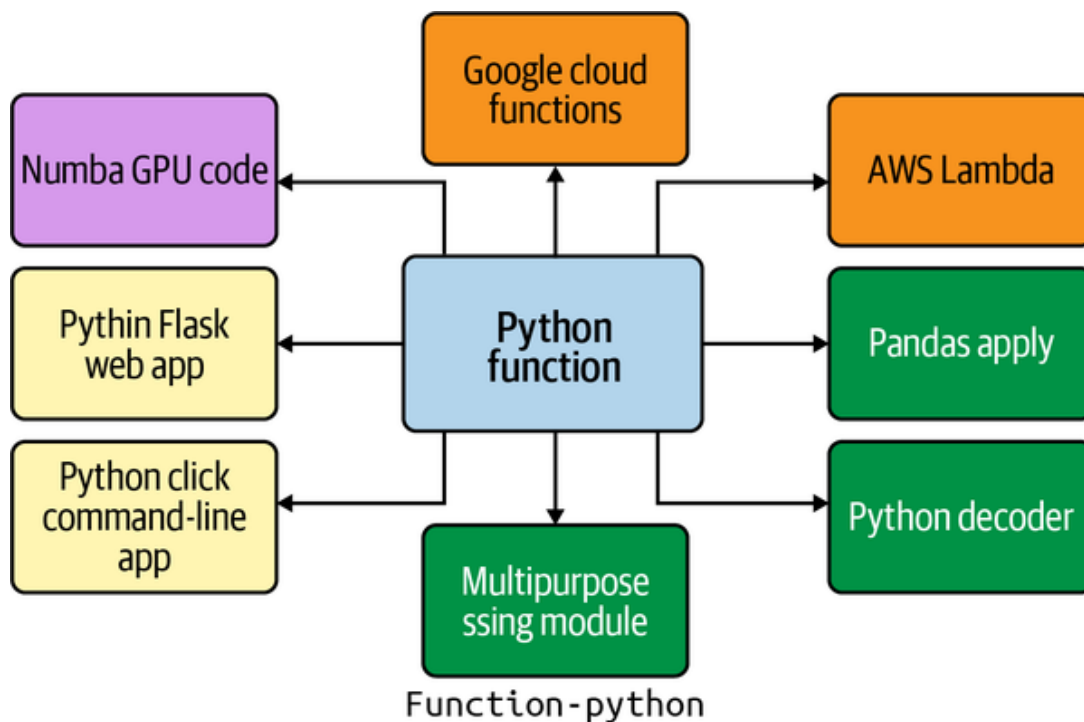 Google cloud
functions
Numba GPU code
AWS Lambda
Pythin Flask
web app
Python
function
Pandas apply
Python click
command-line
app
Python decoder
Multipurpose
ssing module
Function-python